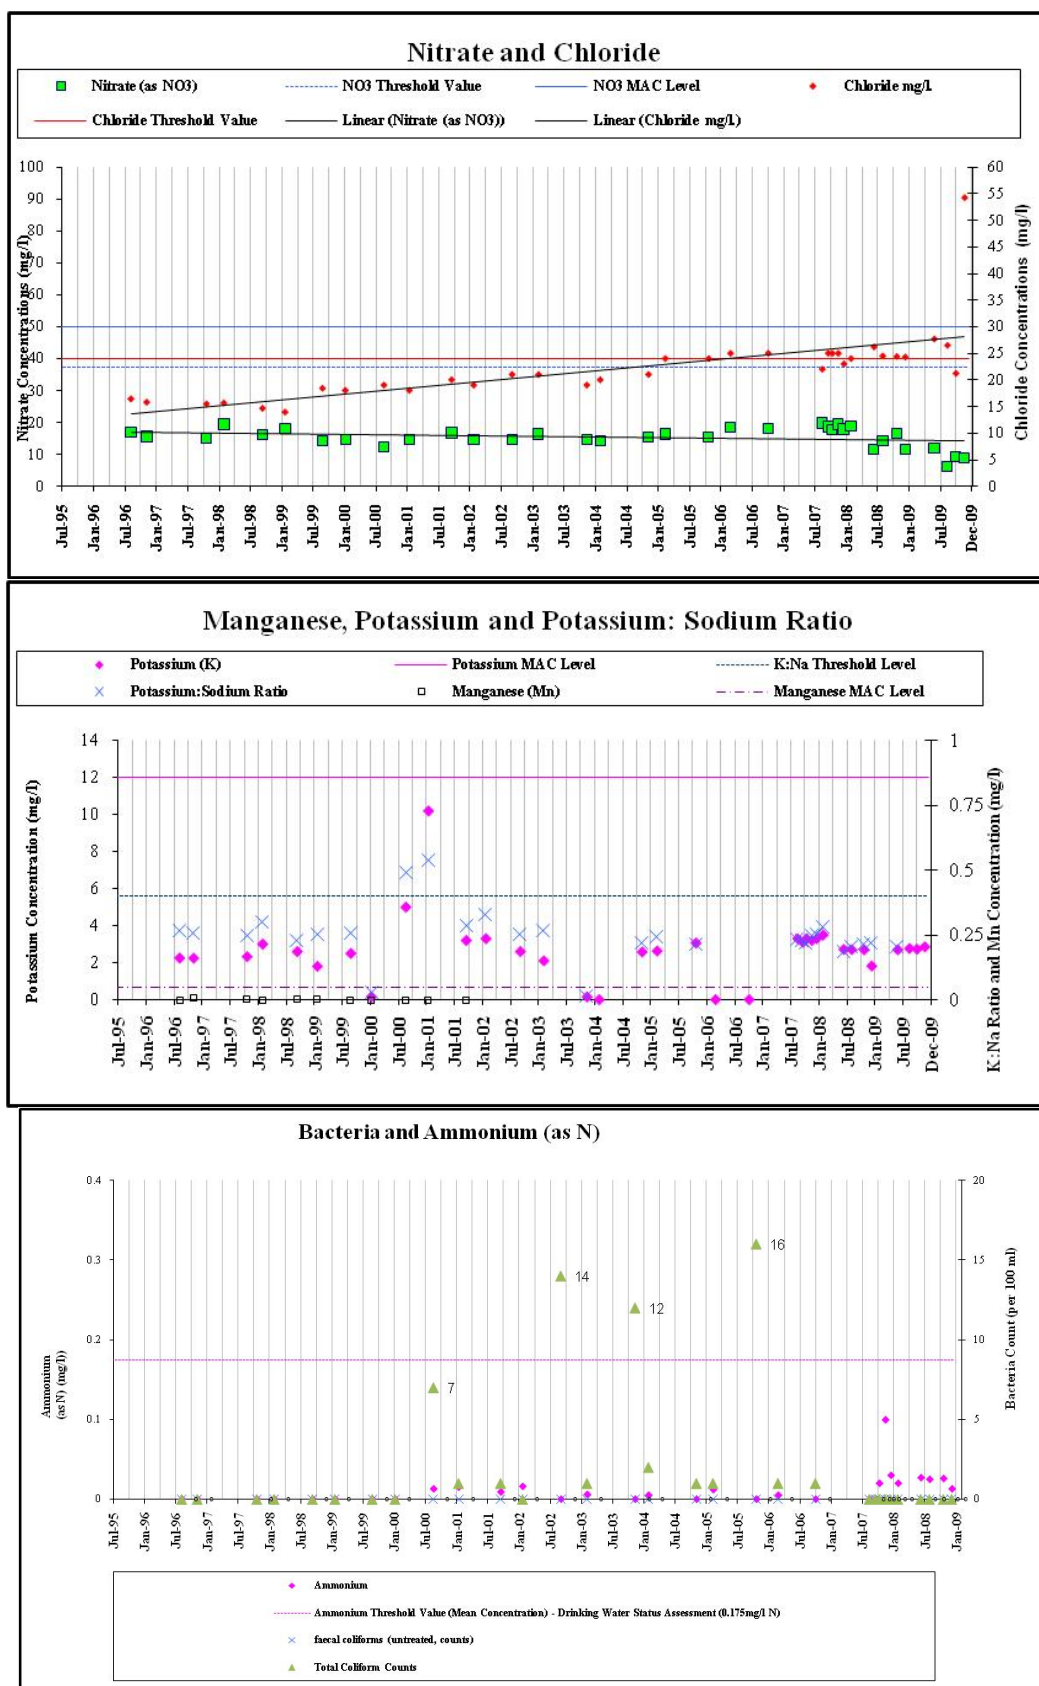 Nitrate and Chloride
Nitrate (as NO3) NO3 Threshold Value NO3 MAC Level Chloride mg/l
Chloride Threshold Value Linear (Nitrate (as NO3)) Linear (Chloride mg/l)
Nitrate Concentrations (mg/l)
100
90
80
70
60
50
40
30
20
10
0
60
55
50
45
40
35
30
25
20
15
10
5
0
Chloride Concentrations (mg/l)
Jul-95 Jan-96 Jul-96 Jan-97 Jul-97 Jan-98 Jul-98 Jan-99 Jul-99 Jan-00 Jul-00 Jan-01 Jul-01 Jan-02 Jul-02 Jan-03 Jul-03 Jan-04 Jul-04 Jan-05 Jul-05 Jan-06 Jul-06 Jan-07 Jul-07 Jan-08 Jul-08 Jan-09 Jul-09 Dec-09
Manganese, Potassium and Potassium: Sodium Ratio
Potassium (K) Potassium MAC Level K:Na Threshold Level
Potassium:Sodium Ratio Manganese (Mn) Manganese MAC Level
Potassium Concentration (mg/l)
14
12
10
8
6
4
2
0
1
0.75
0.5
0.25
0
K:Na Ratio and Mn Concentration (mg/l)
Jul-95 Jan-96 Jul-96 Jan-97 Jul-97 Jan-98 Jul-98 Jan-99 Jul-99 Jan-00 Jul-00 Jan-01 Jul-01 Jan-02 Jul-02 Jan-03 Jul-03 Jan-04 Jul-04 Jan-05 Jul-05 Jan-06 Jul-06 Jan-07 Jul-07 Jan-08 Jul-08 Jan-09 Jul-09 Dec-09
Bacteria and Ammonium (as N)
Ammonium
(as N) (mg/l))
0.4
0.3
0.2
0.1
0
20
15
10
5
0
Bacteria Count (per 100 ml)
7
14
12
16
Jul-95 Jan-96 Jul-96 Jan-97 Jul-97 Jan-98 Jul-98 Jan-99 Jul-99 Jan-00 Jul-00 Jan-01 Jul-01 Jan-02 Jul-02 Jan-03 Jul-03 Jan-04 Jul-04 Jan-05 Jul-05 Jan-06 Jul-06 Jan-07 Jul-07 Jan-08 Jul-08 Jan-09
Ammonium
Ammonium Threshold Value (Mean Concentration) - Drinking Water Status Assessment (0.175mg/l N)
faecal coliforms (untreated, counts)
Total Coliform Counts